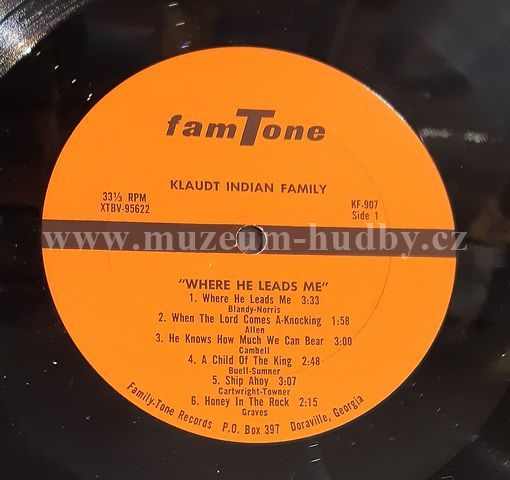 famTone
KLAUDT INDIAN FAMILY
33⅓ RPM
XTBV-95622
KF-907
Side 1
www.muzeum-hudby.cz
"WHERE HE LEADS ME"
1. Where He Leads Me 3:33
Blandy-Norris
2. When The Lord Comes A-Knocking 1:58
Allen
3. He Knows How Much We Can Bear 3:00
Cambell
4. A Child Of The King 2:48
Buell-Sumner
5. Ship Ahoy 3:07
Cartwright-Towner
6. Honey In The Rock 2:15
Graves
Family-Tone Records P.O. Box 397 Doraville, Georgia